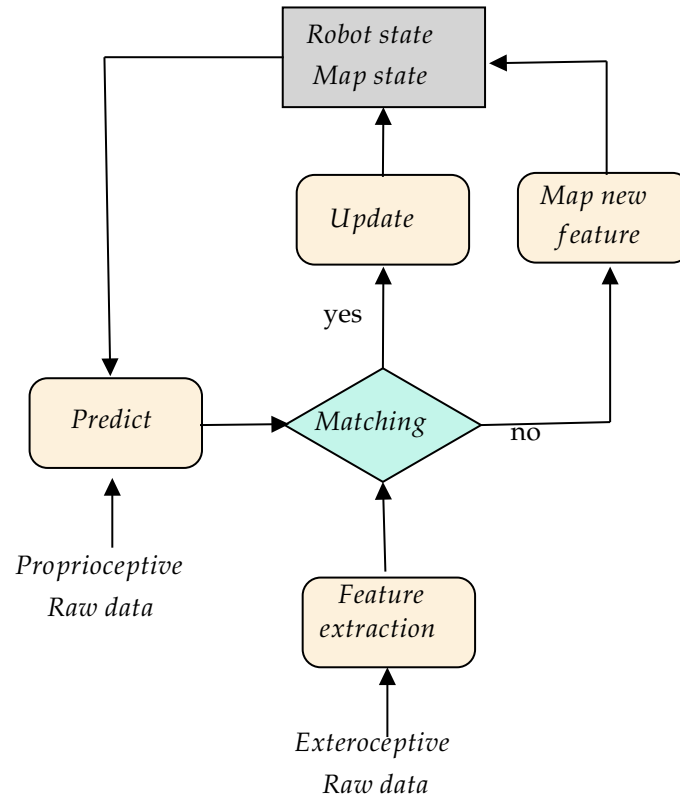 Robot state
Map state
Update
Map new
feature
yes
Predict
Matching
no
Proprioceptive
Raw data
Feature
extraction
Exteroceptive
Raw data